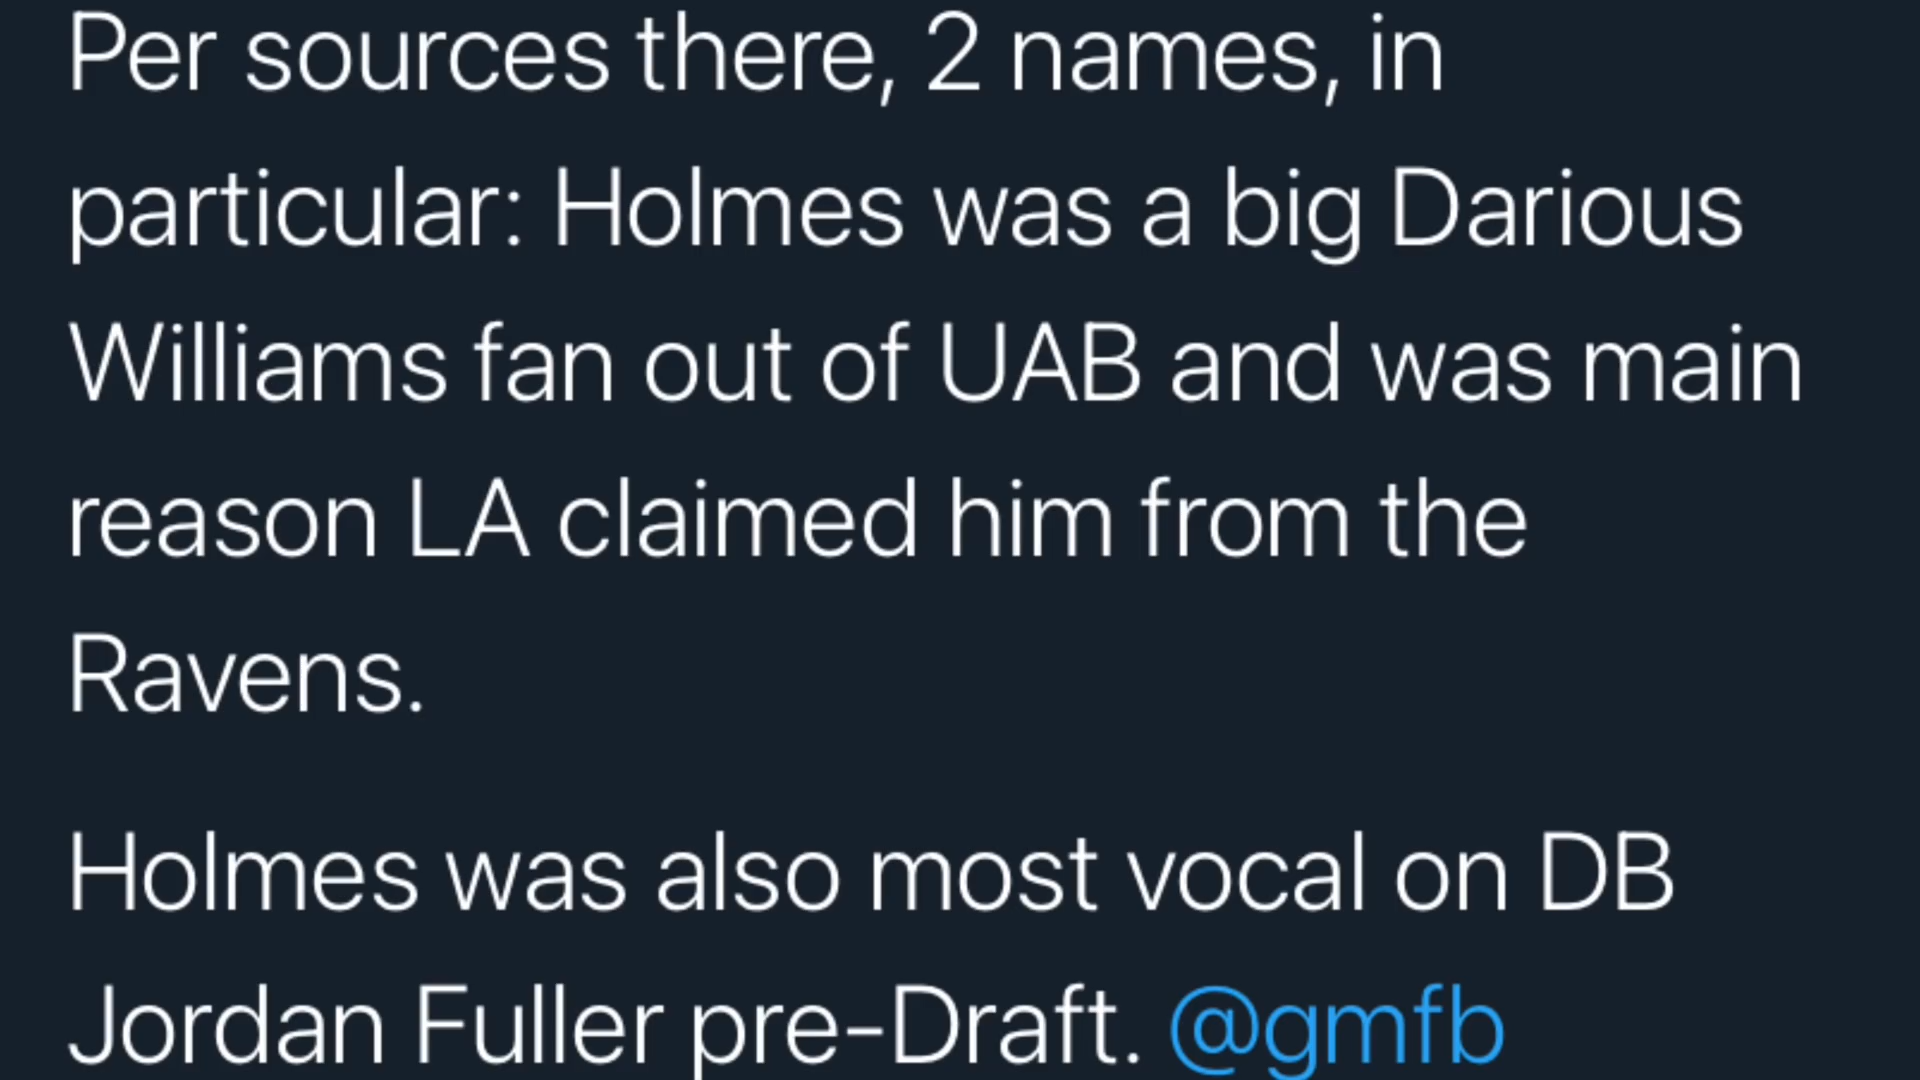 Per sources there, 2 names, in
particular: Holmes was a big Darious
Williams fan out of UAB and was main
reason LA claimed him from the
Ravens.
Holmes was also most vocal on DB
Jordan Fuller pre-Draft. @gmfb